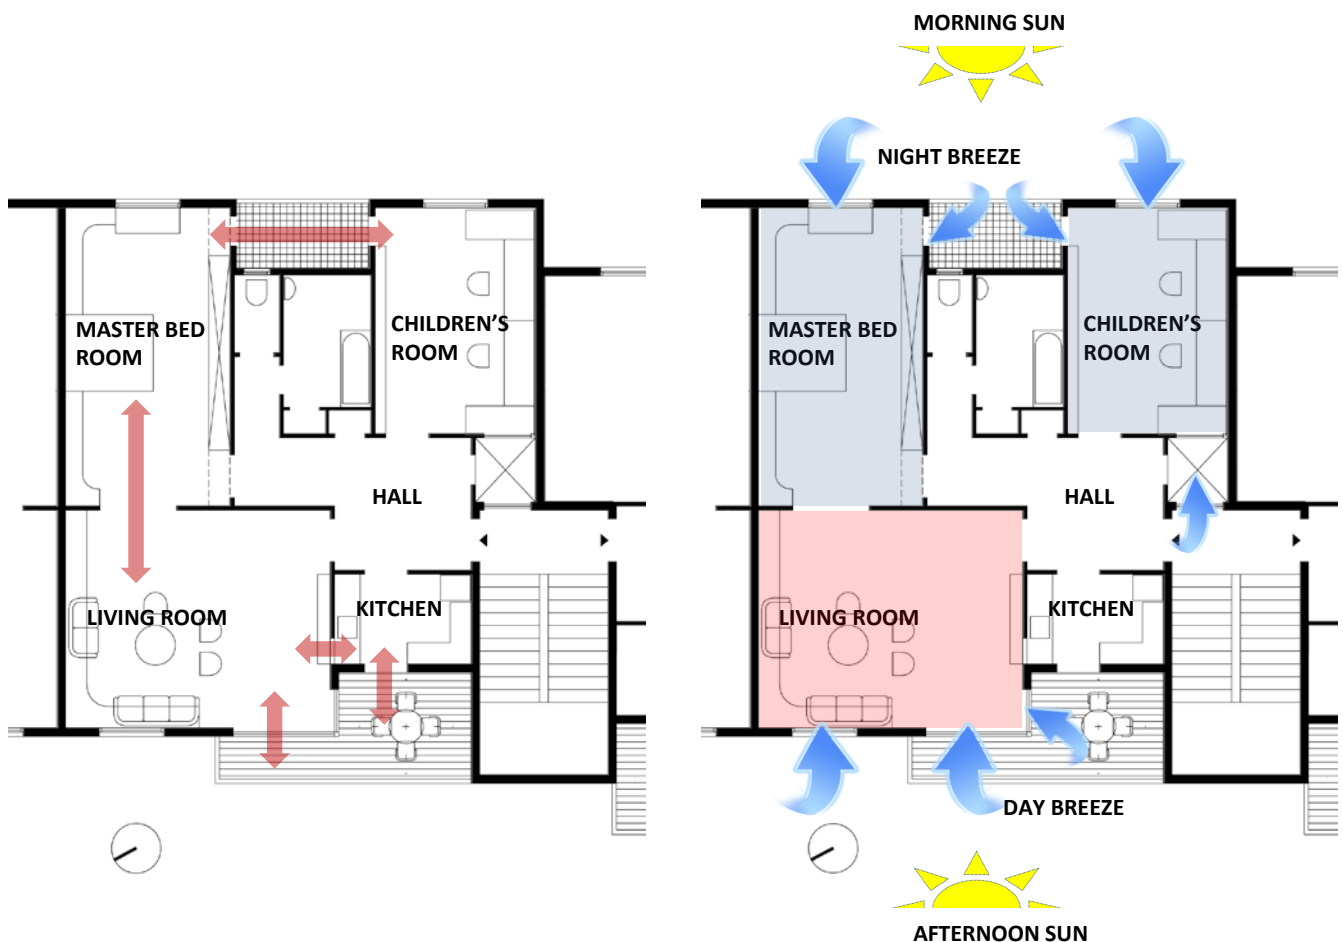 MORNING SUN
NIGHT BREEZE
MASTER BED
ROOM
CHILDREN'S
ROOM
HALL
LIVING ROOM
KITCHEN
MASTER BED
ROOM
CHILDREN'S
ROOM
HALL
LIVING ROOM
KITCHEN
DAY BREEZE
AFTERNOON SUN